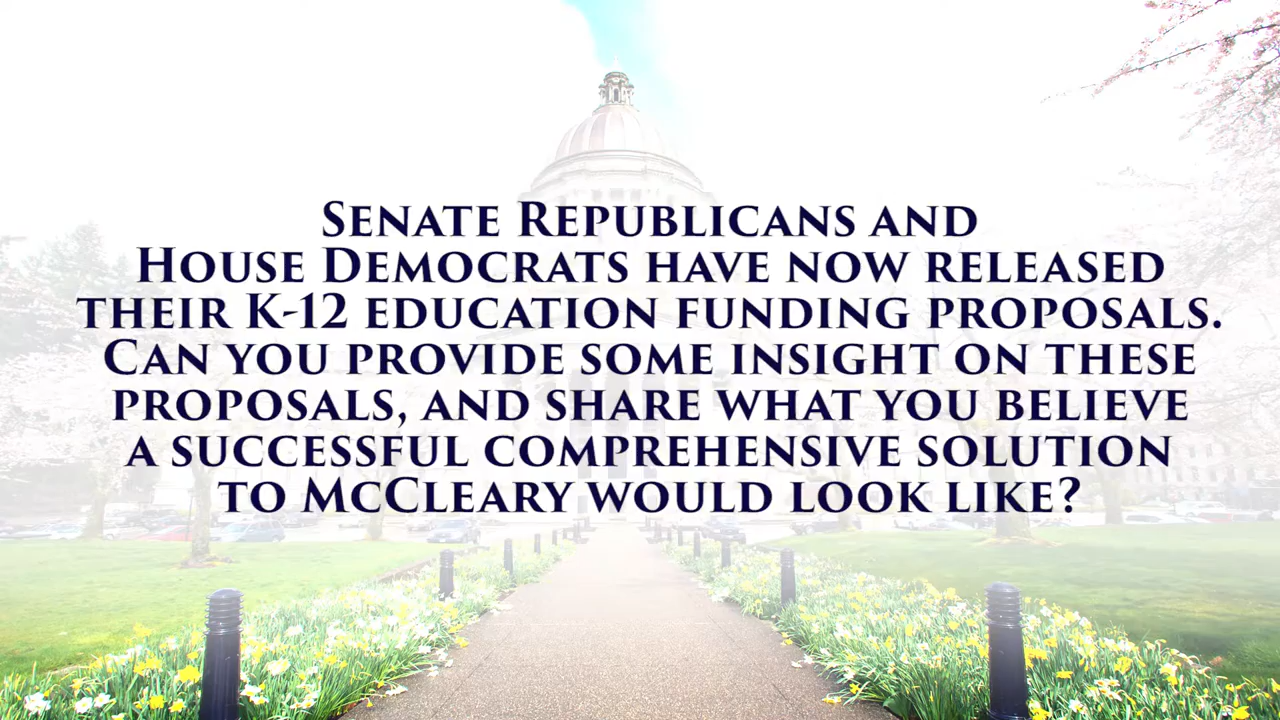 Senate Republicans and
House Democrats have now released
their K-12 education funding proposals.
Can you provide some insight on these
proposals, and share what you believe
a successful comprehensive solution
to McCleary would look like?